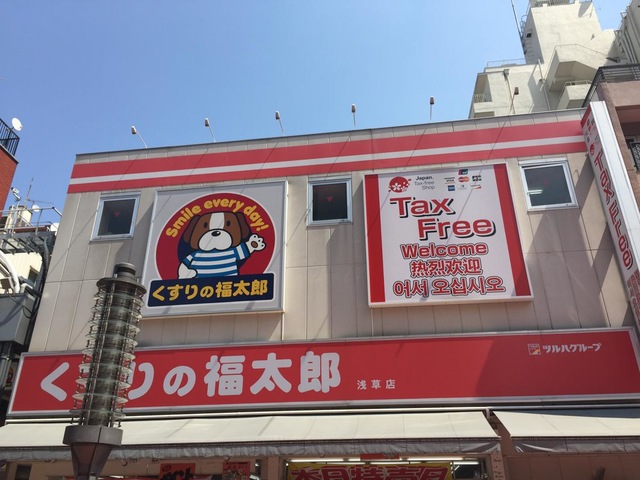 Smile every day!
くすりの福太郎
Japan.
Tax-free
Shop
Tax
Free
Welcome
热烈欢迎
어서 오십시오
くすりの福太郎 浅草店
ツルハグループ